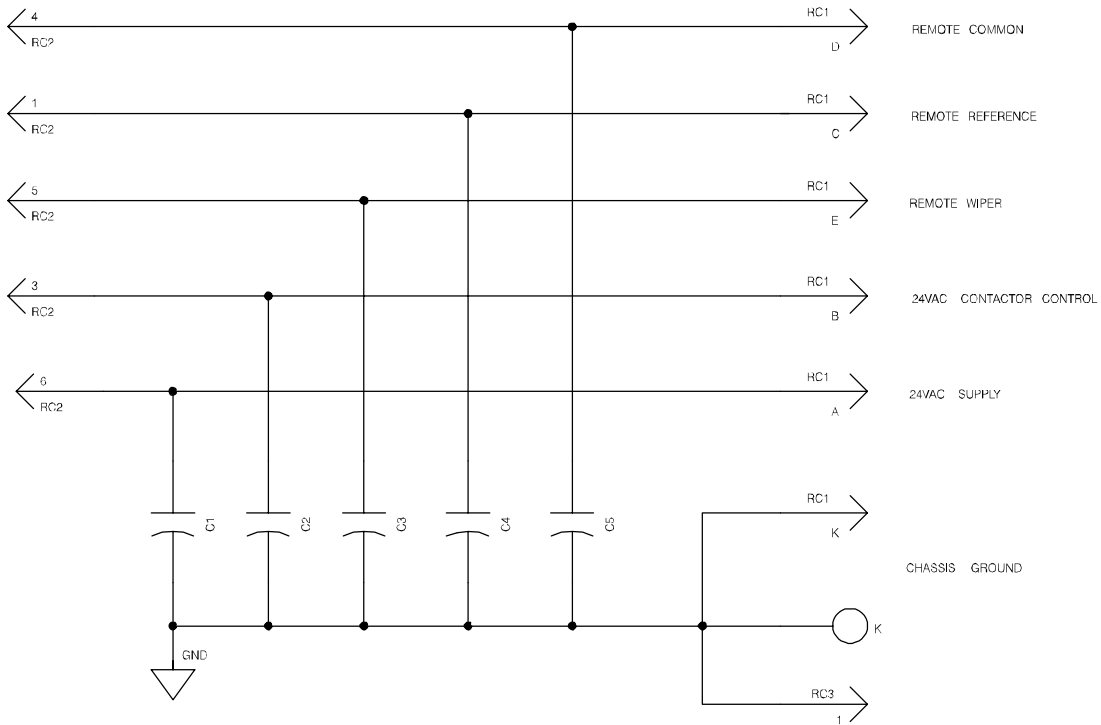 4
RC2
RC1
D
REMOTE COMMON
1
RC2
RC1
C
REMOTE REFERENCE
5
RC2
RC1
E
REMOTE WIPER
3
RC2
RC1
B
24VAC CONTACTOR CONTROL
6
RC2
RC1
A
24VAC SUPPLY
C1
C2
C3
C4
C5
RC1
K
CHASSIS GROUND
K
GND
RC3
1